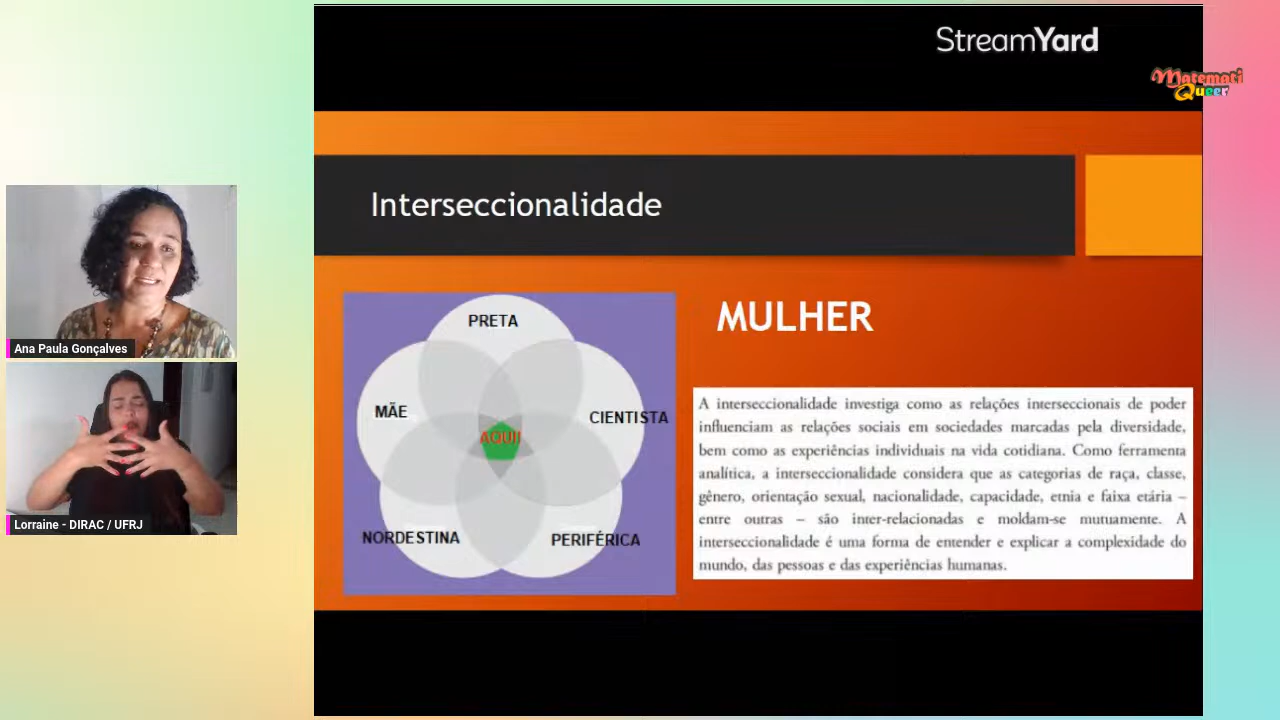 StreamYard
Matemati
Queer
Interseccionalidade
MULHER
PRETA
MÃE
CIENTISTA
AQUI!
NORDESTINA
PERIFÉRICA
A interseccionalidade investiga como as relações interseccionais de poder
influenciam as relações sociais em sociedades marcadas pela diversidade,
bem como as experiências individuais na vida cotidiana. Como ferramenta
analítica, a interseccionalidade considera que as categorias de raça, classe,
gênero, orientação sexual, nacionalidade, capacidade, etnia e faixa etária –
entre outras – são inter-relacionadas e moldam-se mutuamente. A
interseccionalidade é uma forma de entender e explicar a complexidade do
mundo, das pessoas e das experiências humanas.
Ana Paula Gonçalves
Lorraine - DIRAC / UFRJ